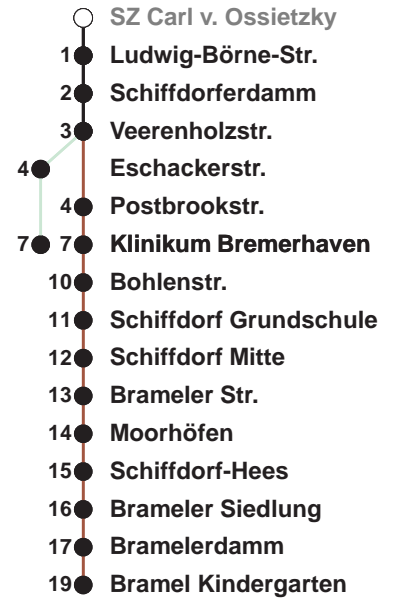 SZ Carl v. Ossietzky
1 Ludwig-Börne-Str.
2 Schiffdorferdamm
3 Veerenholzstr.
4 Eschackerstr.
4 Postbrookstr.
7 7 Klinikum Bremerhaven
10 Bohlenstr.
11 Schiffdorf Grundschule
12 Schiffdorf Mitte
13 Brameler Str.
14 Moorhöfen
15 Schiffdorf-Hees
16 Brameler Siedlung
17 Bramelerdamm
19 Bramel Kindergarten